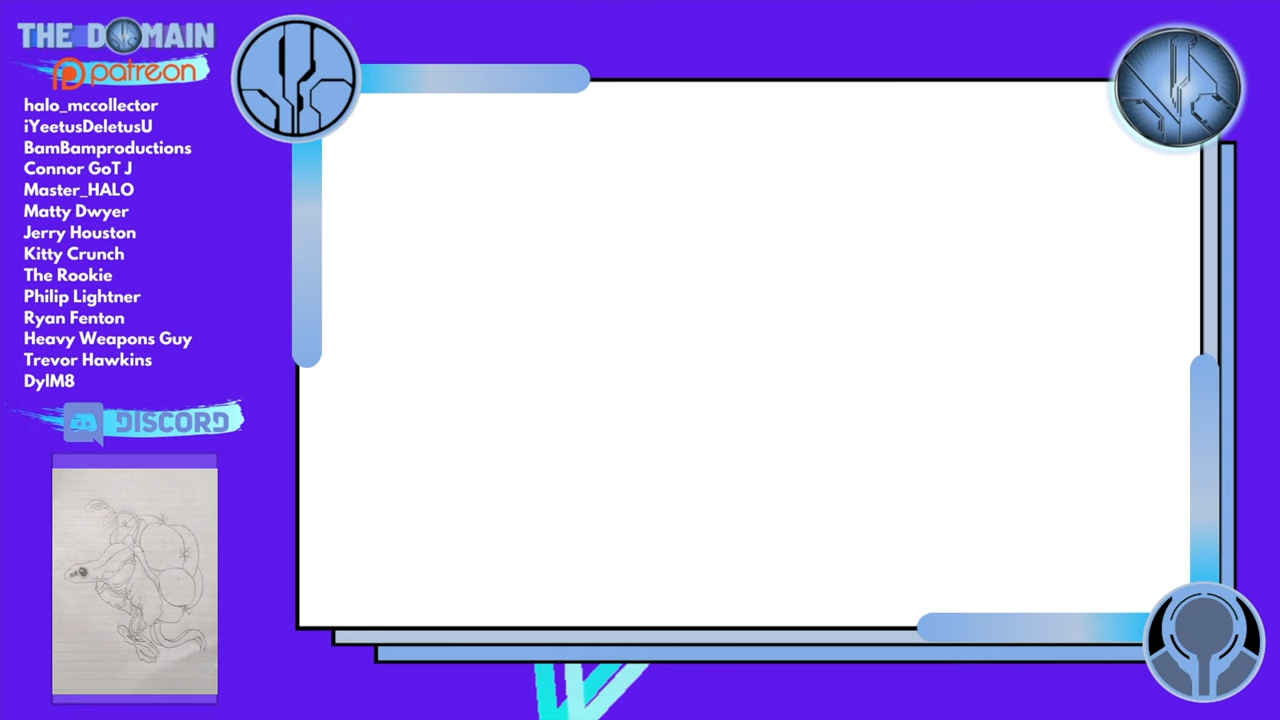 THE DOMAIN
patreon
halo_mccollector
iYeetusDeletusU
BamBamproductions
Connor GoT J
Master_HALO
Matty Dwyer
Jerry Houston
Kitty Crunch
The Rookie
Philip Lightner
Ryan Fenton
Heavy Weapons Guy
Trevor Hawkins
DylM8
DISCORD